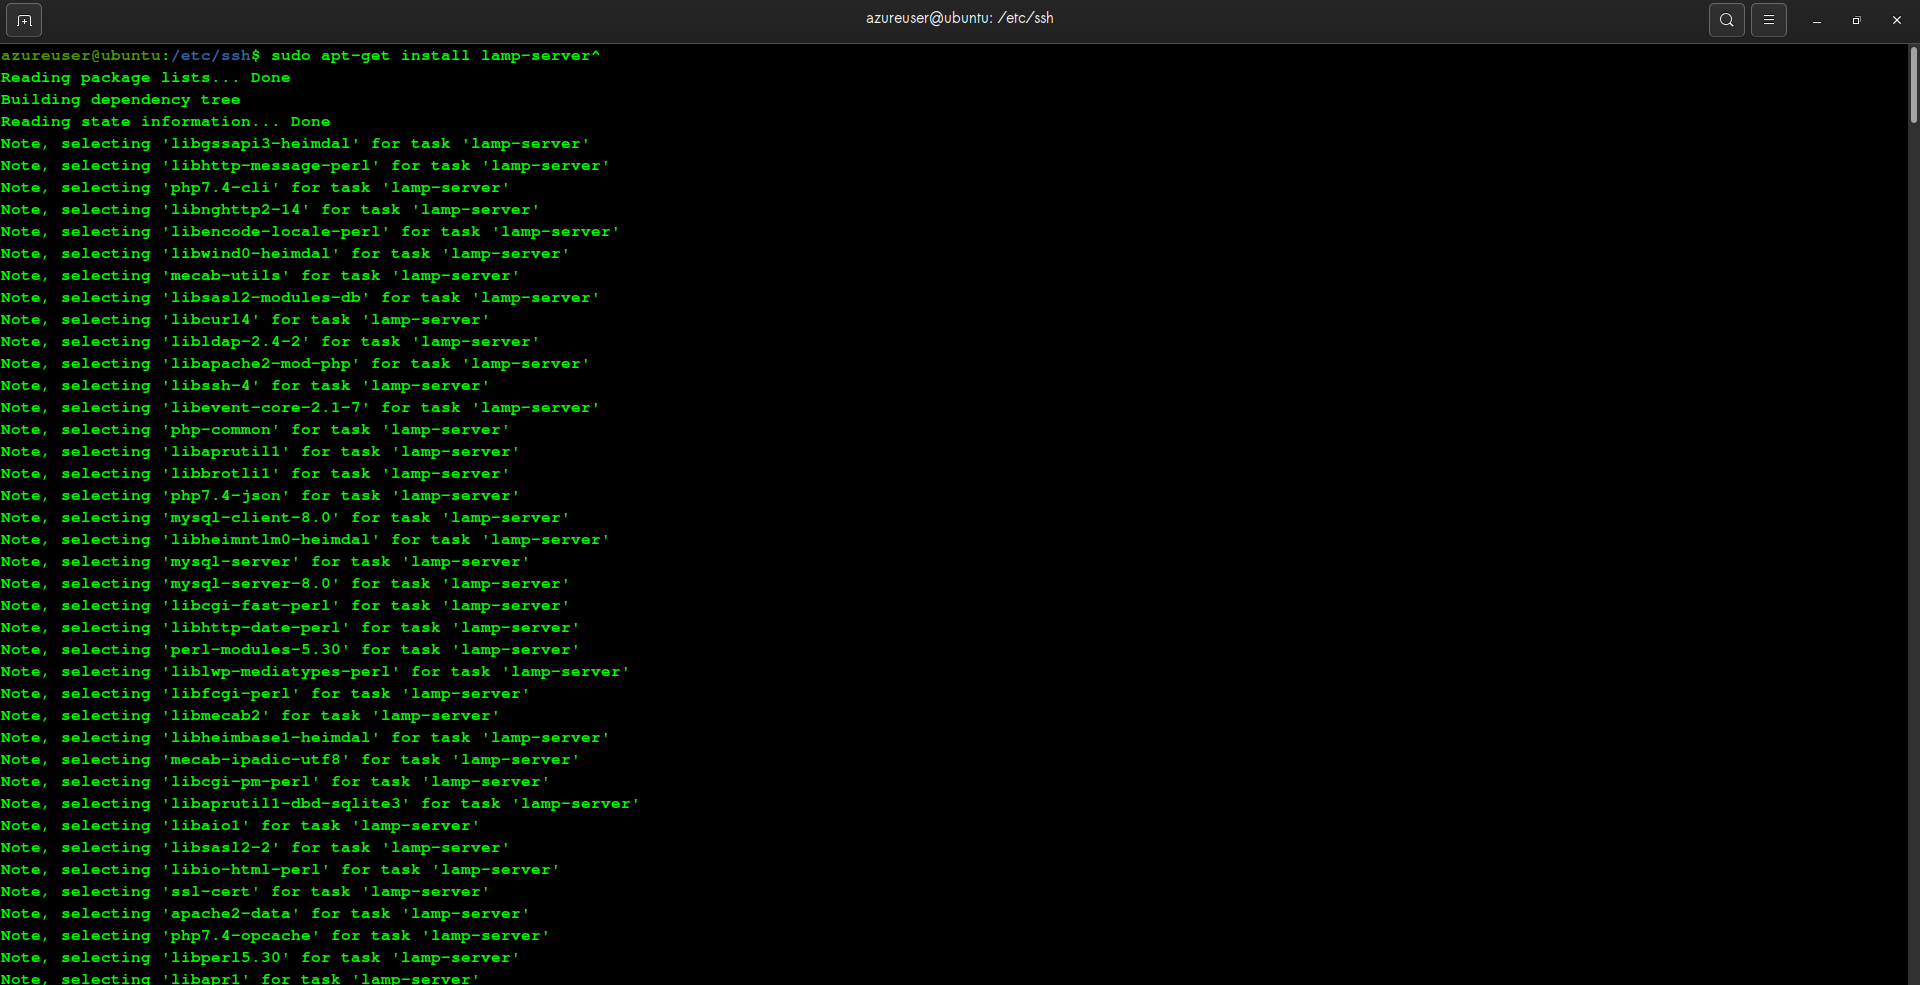 azureuser@ubuntu: /etc/ssh
azureuser@ubuntu:/etc/ssh$ sudo apt-get install lamp-server^
Reading package lists... Done
Building dependency tree
Reading state information... Done
Note, selecting 'libgssapi3-heimdal' for task 'lamp-server'
Note, selecting 'libhttp-message-perl' for task 'lamp-server'
Note, selecting 'php7.4-cli' for task 'lamp-server'
Note, selecting 'libnghttp2-14' for task 'lamp-server'
Note, selecting 'libencode-locale-perl' for task 'lamp-server'
Note, selecting 'libwind0-heimdal' for task 'lamp-server'
Note, selecting 'mecab-utils' for task 'lamp-server'
Note, selecting 'libsasl2-modules-db' for task 'lamp-server'
Note, selecting 'libcurl4' for task 'lamp-server'
Note, selecting 'libldap-2.4-2' for task 'lamp-server'
Note, selecting 'libapache2-mod-php' for task 'lamp-server'
Note, selecting 'libssh-4' for task 'lamp-server'
Note, selecting 'libevent-core-2.1-7' for task 'lamp-server'
Note, selecting 'php-common' for task 'lamp-server'
Note, selecting 'libaprutil1' for task 'lamp-server'
Note, selecting 'libbrotli1' for task 'lamp-server'
Note, selecting 'php7.4-json' for task 'lamp-server'
Note, selecting 'mysql-client-8.0' for task 'lamp-server'
Note, selecting 'libheimntlm0-heimdal' for task 'lamp-server'
Note, selecting 'mysql-server' for task 'lamp-server'
Note, selecting 'mysql-server-8.0' for task 'lamp-server'
Note, selecting 'libcgi-fast-perl' for task 'lamp-server'
Note, selecting 'libhttp-date-perl' for task 'lamp-server'
Note, selecting 'perl-modules-5.30' for task 'lamp-server'
Note, selecting 'liblwp-mediatypes-perl' for task 'lamp-server'
Note, selecting 'libfcgi-perl' for task 'lamp-server'
Note, selecting 'libmecab2' for task 'lamp-server'
Note, selecting 'libheimbase1-heimdal' for task 'lamp-server'
Note, selecting 'mecab-ipadic-utf8' for task 'lamp-server'
Note, selecting 'libcgi-pm-perl' for task 'lamp-server'
Note, selecting 'libaprutil1-dbd-sqlite3' for task 'lamp-server'
Note, selecting 'libaio1' for task 'lamp-server'
Note, selecting 'libsasl2-2' for task 'lamp-server'
Note, selecting 'libio-html-perl' for task 'lamp-server'
Note, selecting 'ssl-cert' for task 'lamp-server'
Note, selecting 'apache2-data' for task 'lamp-server'
Note, selecting 'php7.4-opcache' for task 'lamp-server'
Note, selecting 'libperl5.30' for task 'lamp-server'
Note, selecting 'libapr1' for task 'lamp-server'